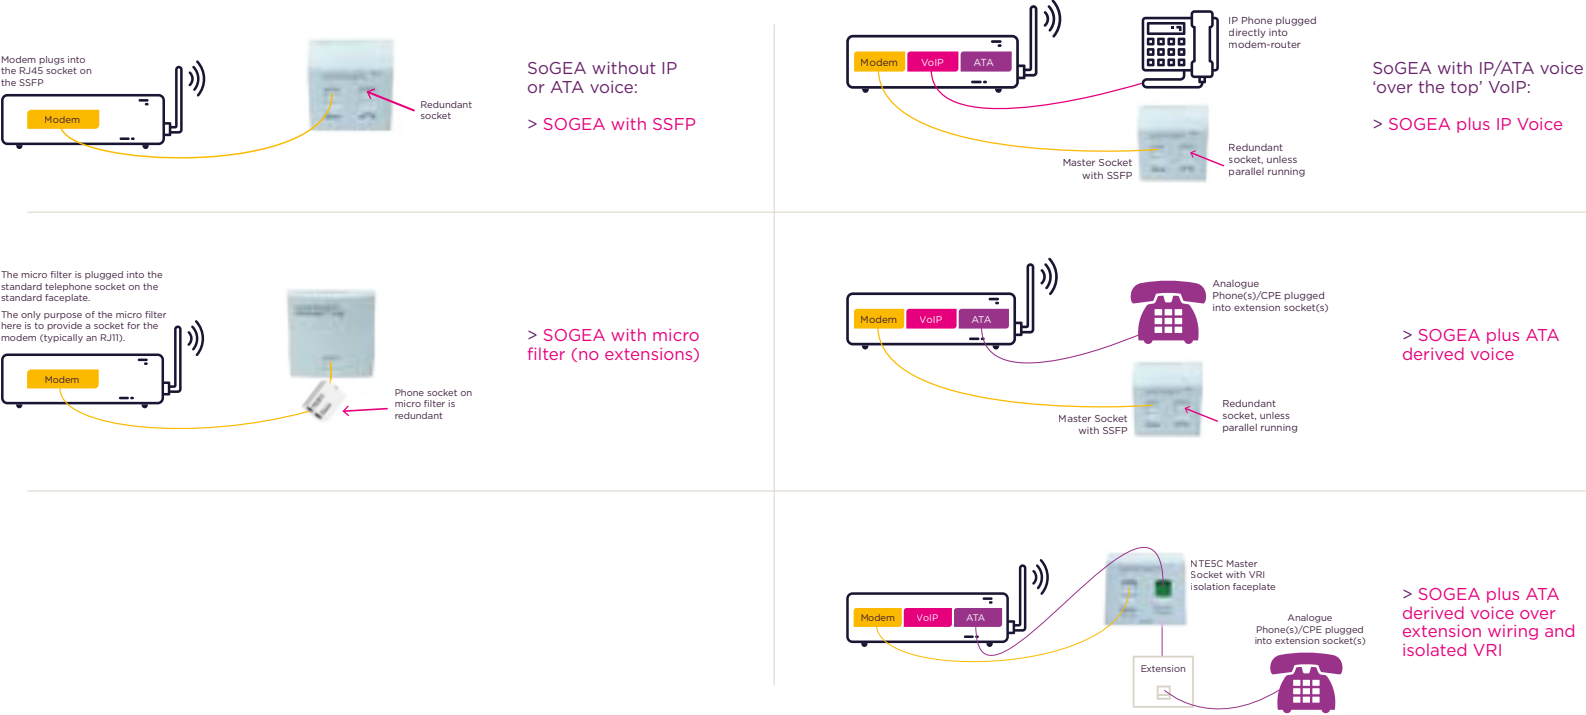 Modem plugs into
the RJ45 socket on
the SSFP
Modem
Redundant
socket
SoGEA without IP
or ATA voice:
> SOGEA with SSFP
The micro filter is plugged into the
standard telephone socket on the
standard faceplate.
The only purpose of the micro filter
here is to provide a socket for the
modem (typically an RJ11).
Modem
Phone socket on
micro filter is
redundant
> SOGEA with micro
filter (no extensions)
Modem VoIP ATA
IP Phone plugged
directly into
modem-router
Master Socket
with SSFP
Redundant
socket, unless
parallel running
SoGEA with IP/ATA voice
‘over the top’ VoIP:
> SOGEA plus IP Voice
Modem VoIP ATA
Analogue
Phone(s)/CPE plugged
into extension socket(s)
Master Socket
with SSFP
Redundant
socket, unless
parallel running
> SOGEA plus ATA
derived voice
Modem VoIP ATA
NTE5C Master
Socket with VRI
isolation faceplate
Extension
Analogue
Phone(s)/CPE plugged
into extension socket(s)
> SOGEA plus ATA
derived voice over
extension wiring and
isolated VRI